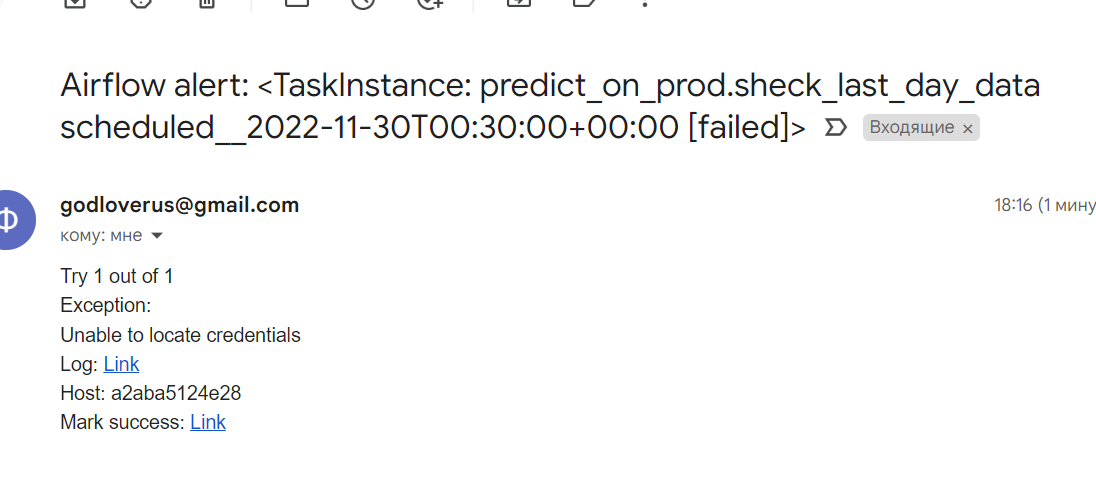 Airflow alert: <TaskInstance: predict_on_prod.sheck_last_day_data
scheduled__2022-11-30T00:30:00+00:00 [failed]> Входящие ×
Ф
godloverus@gmail.com 18:16 (1 мину
кому: мне
Try 1 out of 1
Exception:
Unable to locate credentials
Log: Link
Host: a2aba5124e28
Mark success: Link